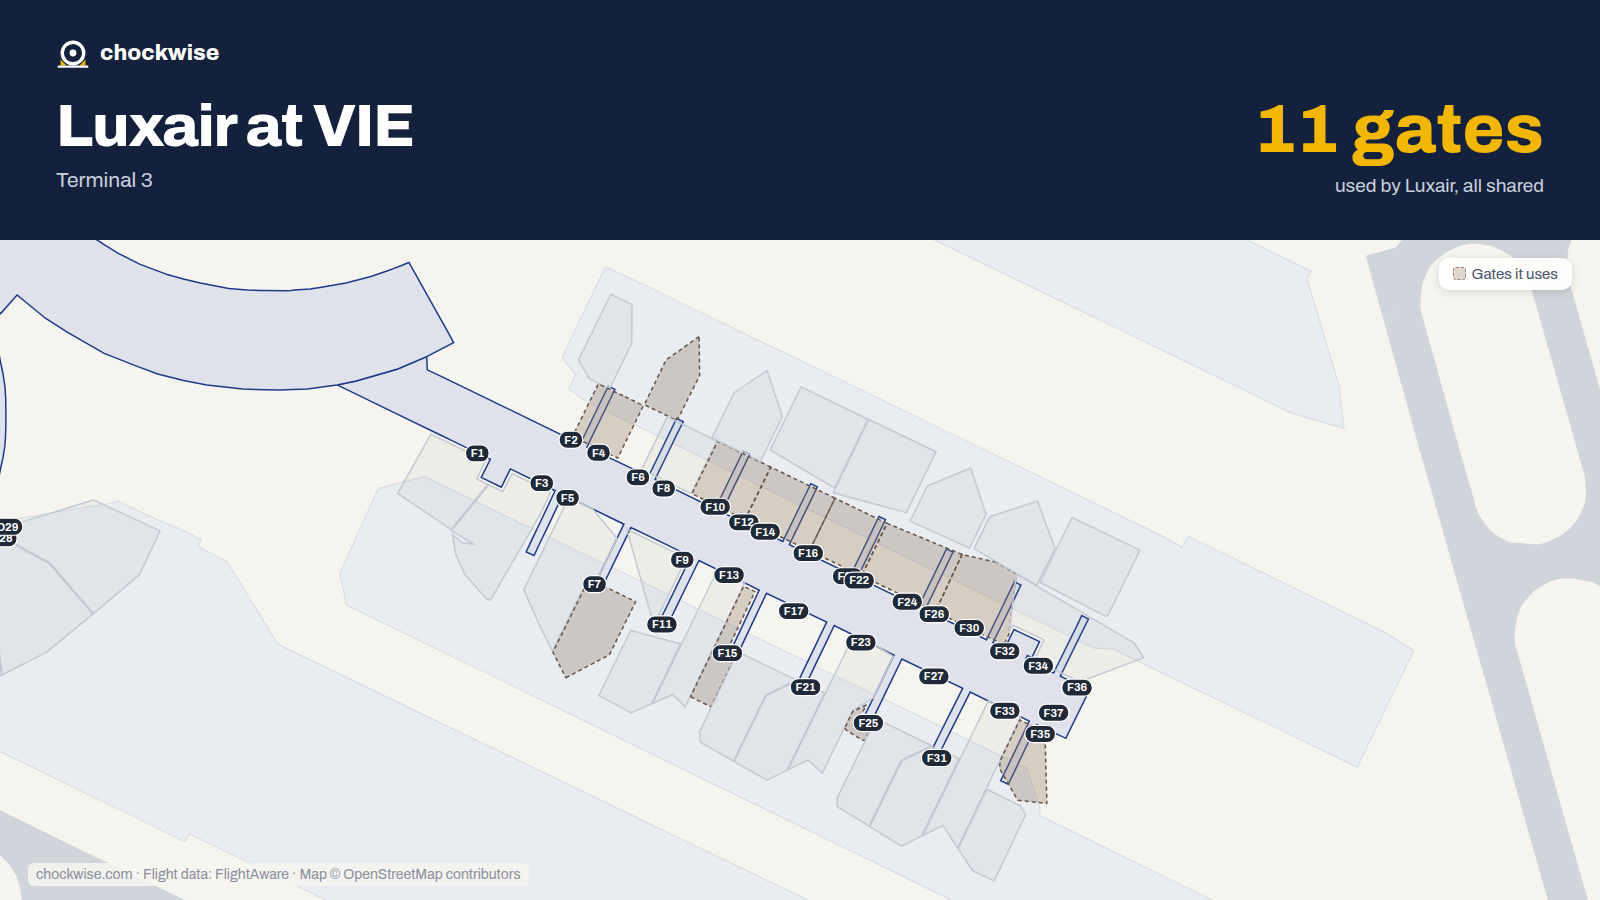 chockwise
Luxair at VIE
Terminal 3
11 gates
used by Luxair, all shared
Gates it uses
F2
F4
F1
F6
F3
F8
F5
F10
F12
F14
F16
F22
F9
F13
F7
F24
F26
F17
F11
F30
F23
F32
F15
F34
F27
F21
F36
F33
F37
F25
F35
F31
D29
28
chockwise.com · Flight data: FlightAware · Map © OpenStreetMap contributors